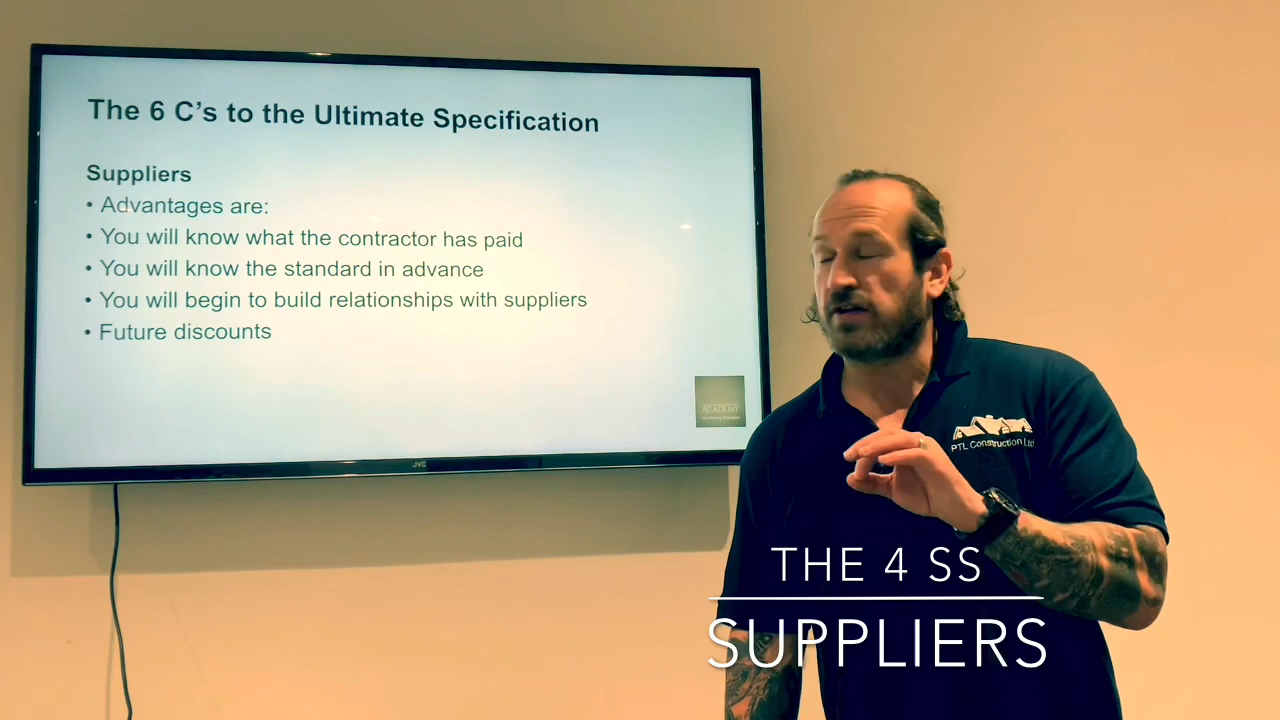 The 6 C's to the Ultimate Specification
Suppliers
• Advantages are:
• You will know what the contractor has paid
• You will know the standard in advance
• You will begin to build relationships with suppliers
• Future discounts
ACADEMY
JVC
PTL Construction Ltd
THE 4 SS
SUPPLIERS